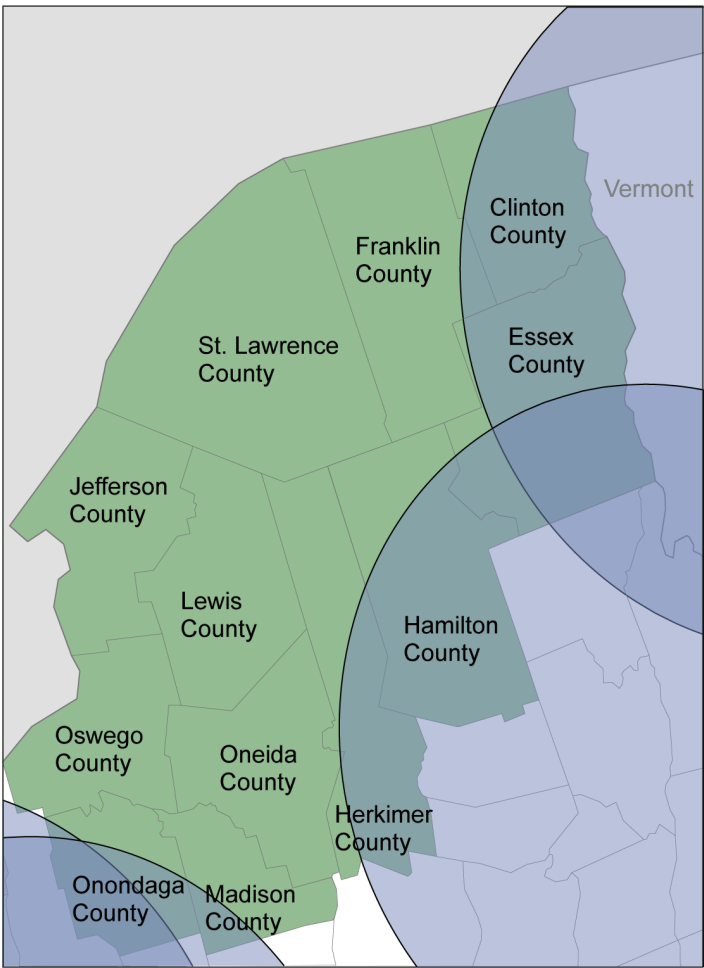 Vermont
Clinton
County
Franklin
County
Essex
County
St. Lawrence
County
Jefferson
County
Lewis
County
Hamilton
County
Oswego
County
Oneida
County
Herkimer
County
Onondaga
County
Madison
County